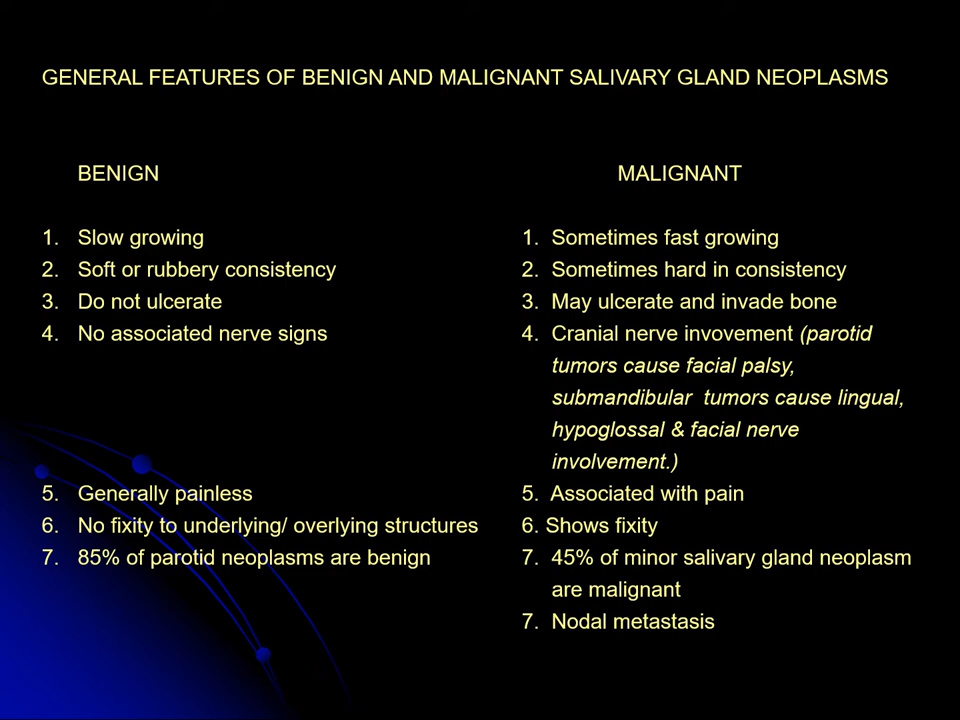 GENERAL FEATURES OF BENIGN AND MALIGNANT SALIVARY GLAND NEOPLASMS
BENIGN
1. Slow growing
2. Soft or rubbery consistency
3. Do not ulcerate
4. No associated nerve signs
5. Generally painless
6. No fixity to underlying/ overlying structures
7. 85% of parotid neoplasms are benign
MALIGNANT
1. Sometimes fast growing
2. Sometimes hard in consistency
3. May ulcerate and invade bone
4. Cranial nerve invovement (parotid
tumors cause facial palsy,
submandibular tumors cause lingual,
hypoglossal & facial nerve
involvement.)
5. Associated with pain
6. Shows fixity
7. 45% of minor salivary gland neoplasm
are malignant
7. Nodal metastasis